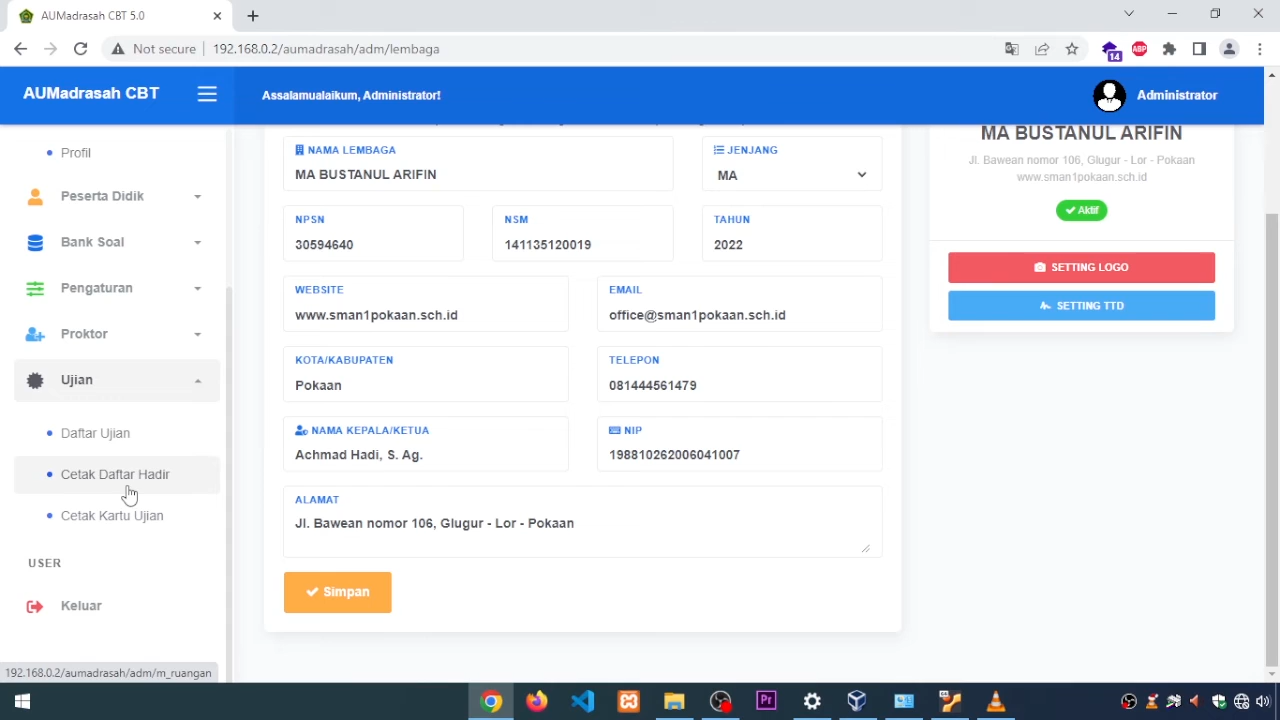 AUMadrasah CBT 5.0
Not secure
192.168.0.2/aumadrasah/adm/lembaga
ABP
14
AUMadrasah CBT
Assalamualaikum, Administrator!
Administrator
Profil
Peserta Didik
Bank Soal
Pengaturan
Proktor
Ujian
Daftar Ujian
Cetak Daftar Hadir
Cetak Kartu Ujian
USER
Keluar
192.168.0.2/aumadrasah/adm/m_ruangan
NAMA LEMBAGA
MA BUSTANUL ARIFIN
JENJANG
MA
NPSN
30594640
NSM
141135120019
TAHUN
2022
WEBSITE
www.sman1pokaan.sch.id
EMAIL
office@sman1pokaan.sch.id
KOTA/KABUPATEN
Pokaan
TELEPON
081444561479
NAMA KEPALA/KETUA
Achmad Hadi, S. Ag.
NIP
198810262006041007
ALAMAT
Jl. Bawean nomor 106, Glugur - Lor - Pokaan
Simpan
MA BUSTANUL ARIFIN
Jl. Bawean nomor 106, Glugur - Lor - Pokaan
www.sman1pokaan.sch.id
Aktif
SETTING LOGO
SETTING TTD
Pr